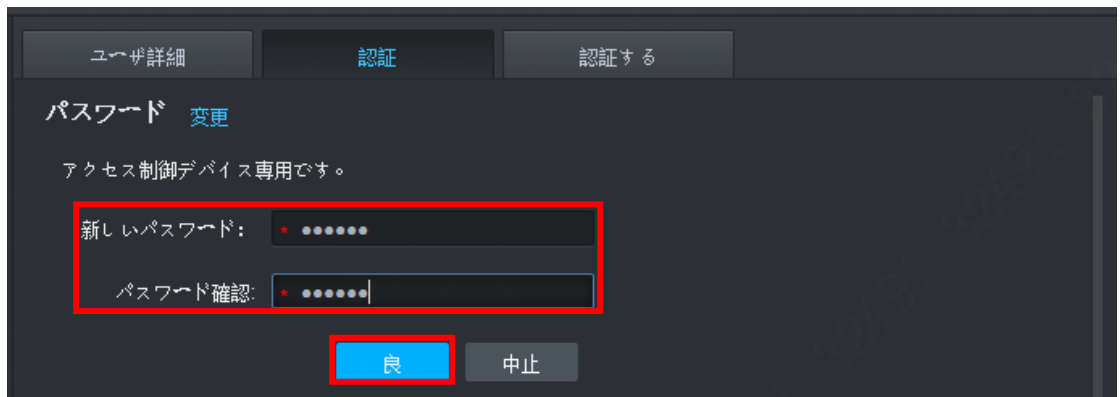 ユーザ詳細 認証 認証する
パスワード 変更
アクセス制御デバイス専用です。
新しいパスワード: * ●●●●●●
パスワード確認: * ●●●●●●
良 中止
32491
32491